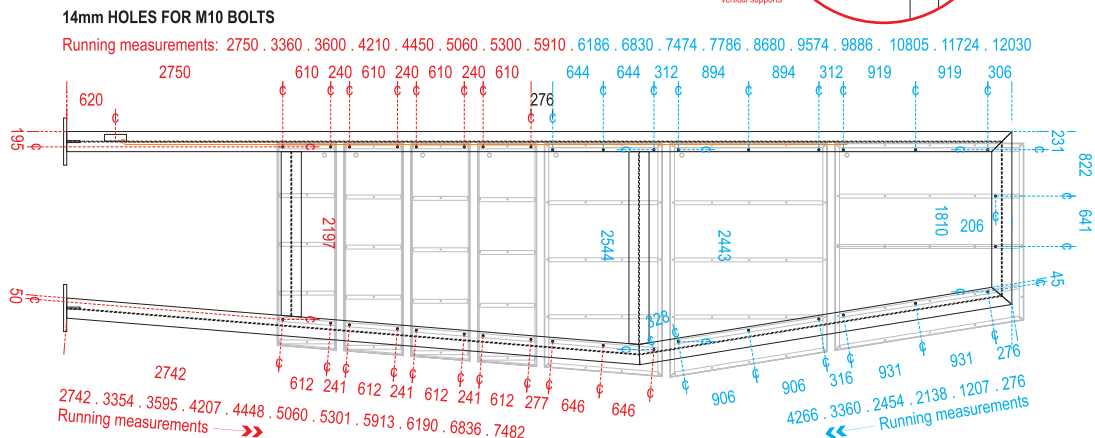 vertical supports
14mm HOLES FOR M10 BOLTS
Running measurements: 2750 . 3360 . 3600 . 4210 . 4450 . 5060 . 5300 . 5910 . 6186 . 6830 . 7474 . 7786 . 8680 . 9574 . 9886 . 10805 . 11724 . 12030
2750 610 240 610 240 610 240 610 644 644 312 894 894 312 919 919 306
620
276
195
231
822
641
2197
2544
2443
1810
206
45
50
328
2742
612 241 612 241 612 241 612 277 646 646
906 906 316 931 931 276
2742 . 3354 . 3595 . 4207 . 4448 . 5060 . 5301 . 5913 . 6190 . 6836 . 7482
Running measurements
4266 . 3360 . 2454 . 2138 . 1207 . 276
Running measurements